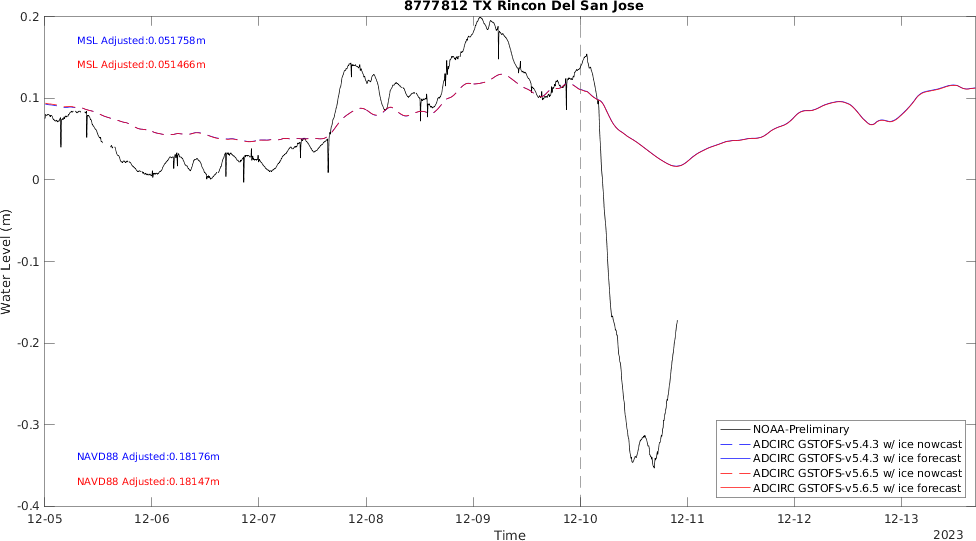 8777812 TX Rincon Del San Jose
MSL Adjusted:0.051758m
MSL Adjusted:0.051466m
NAVD88 Adjusted:0.18176m
NAVD88 Adjusted:0.18147m
Water Level (m)
0.2
0.1
0
-0.1
-0.2
-0.3
-0.4
NOAA-Preliminary
ADCIRC GSTOFS-v5.4.3 w/ ice nowcast
ADCIRC GSTOFS-v5.4.3 w/ ice forecast
ADCIRC GSTOFS-v5.6.5 w/ ice nowcast
ADCIRC GSTOFS-v5.6.5 w/ ice forecast
12-05 12-06 12-07 12-08 12-09 12-10 12-11 12-12 12-13
Time
2023